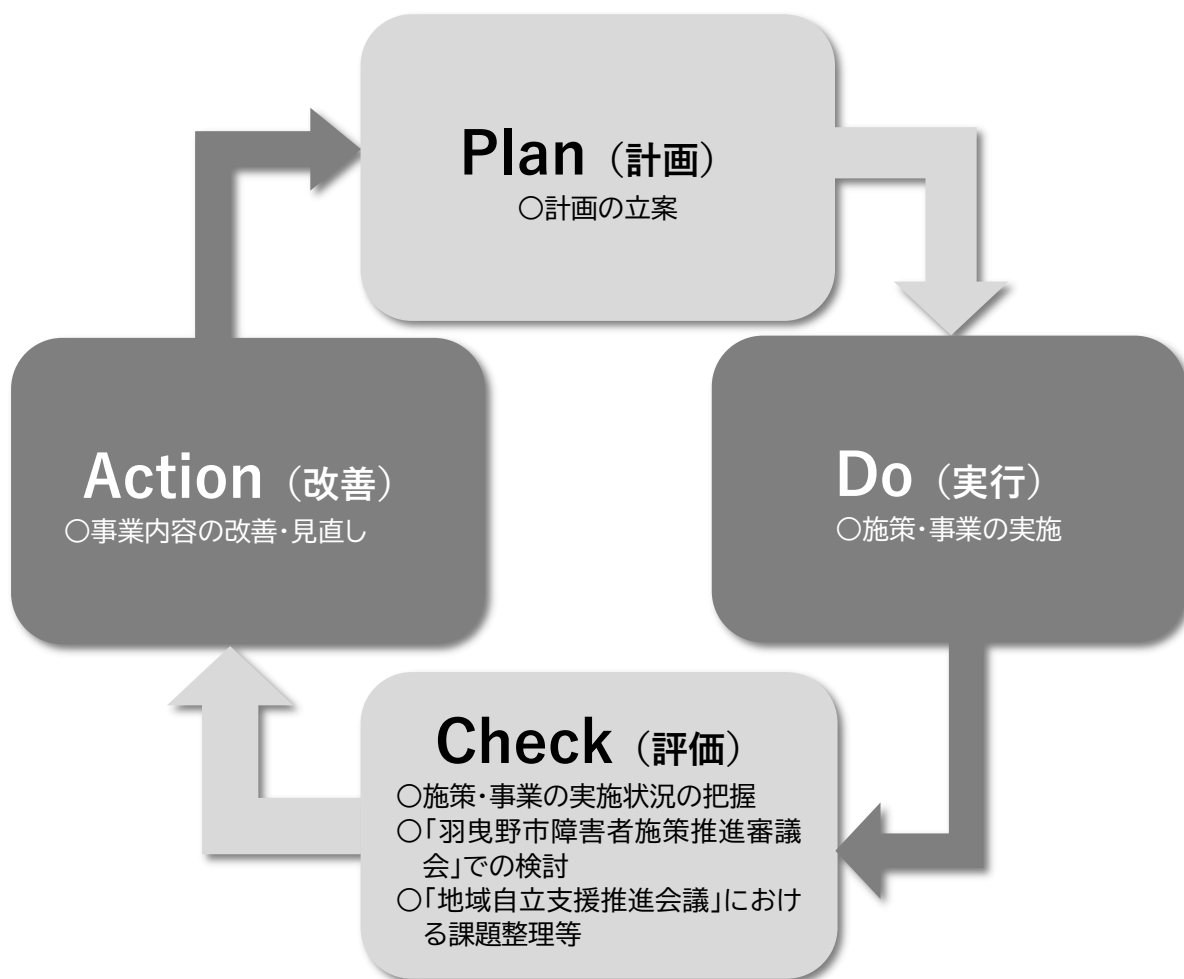 Plan（計画）
○計画の立案
Action（改善）
○事業内容の改善・見直し
Do（実行）
○施策・事業の実施
Check（評価）
○施策・事業の実施状況の把握
○「羽曳野市障害者施策推進審議
会」での検討
○「地域自立支援推進会議」におけ
る課題整理等